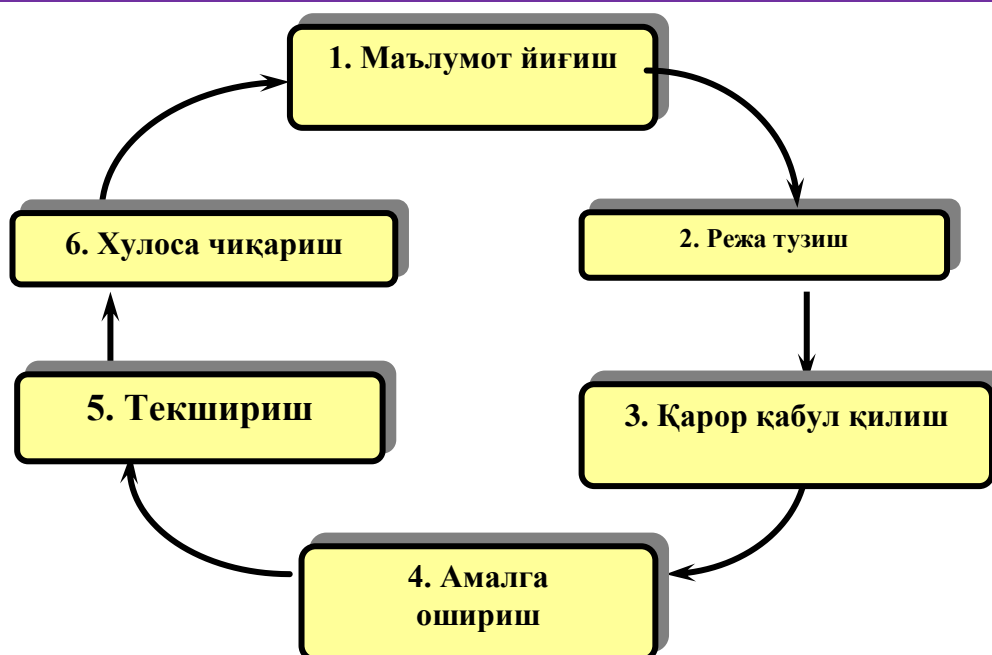 1. Маълумот йиғиш
2. Режа тузиш
3. Қарор қабул қилиш
4. Амалга
ошириш
5. Текшириш
6. Хулоса чиқариш